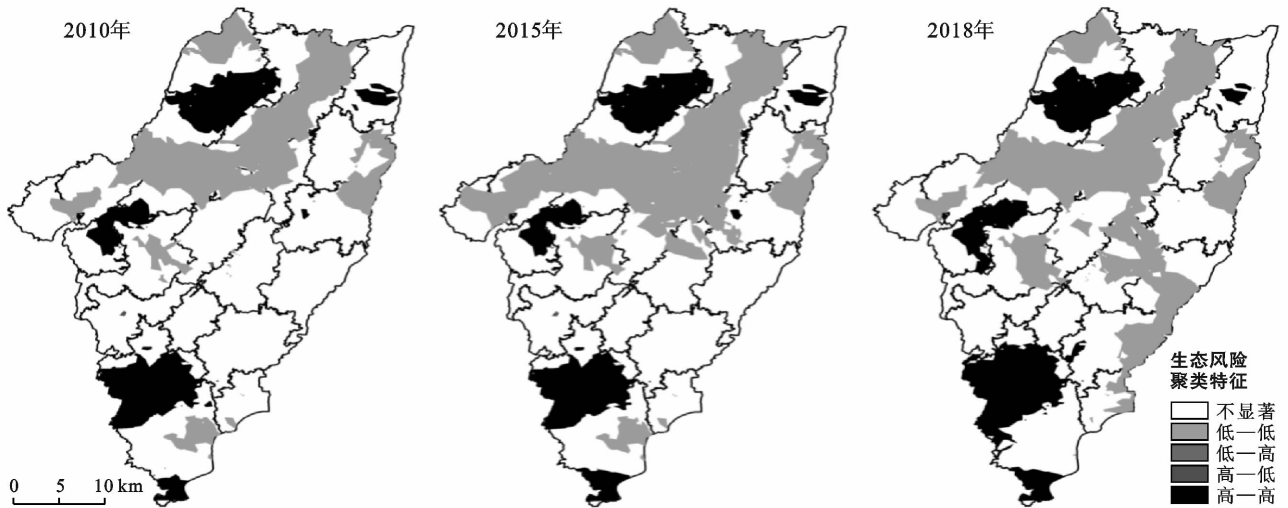 2010年
2015年
2018年
生态风险
聚类特征
不显著
低—低
低—高
高—低
高—高
0 5 10 km